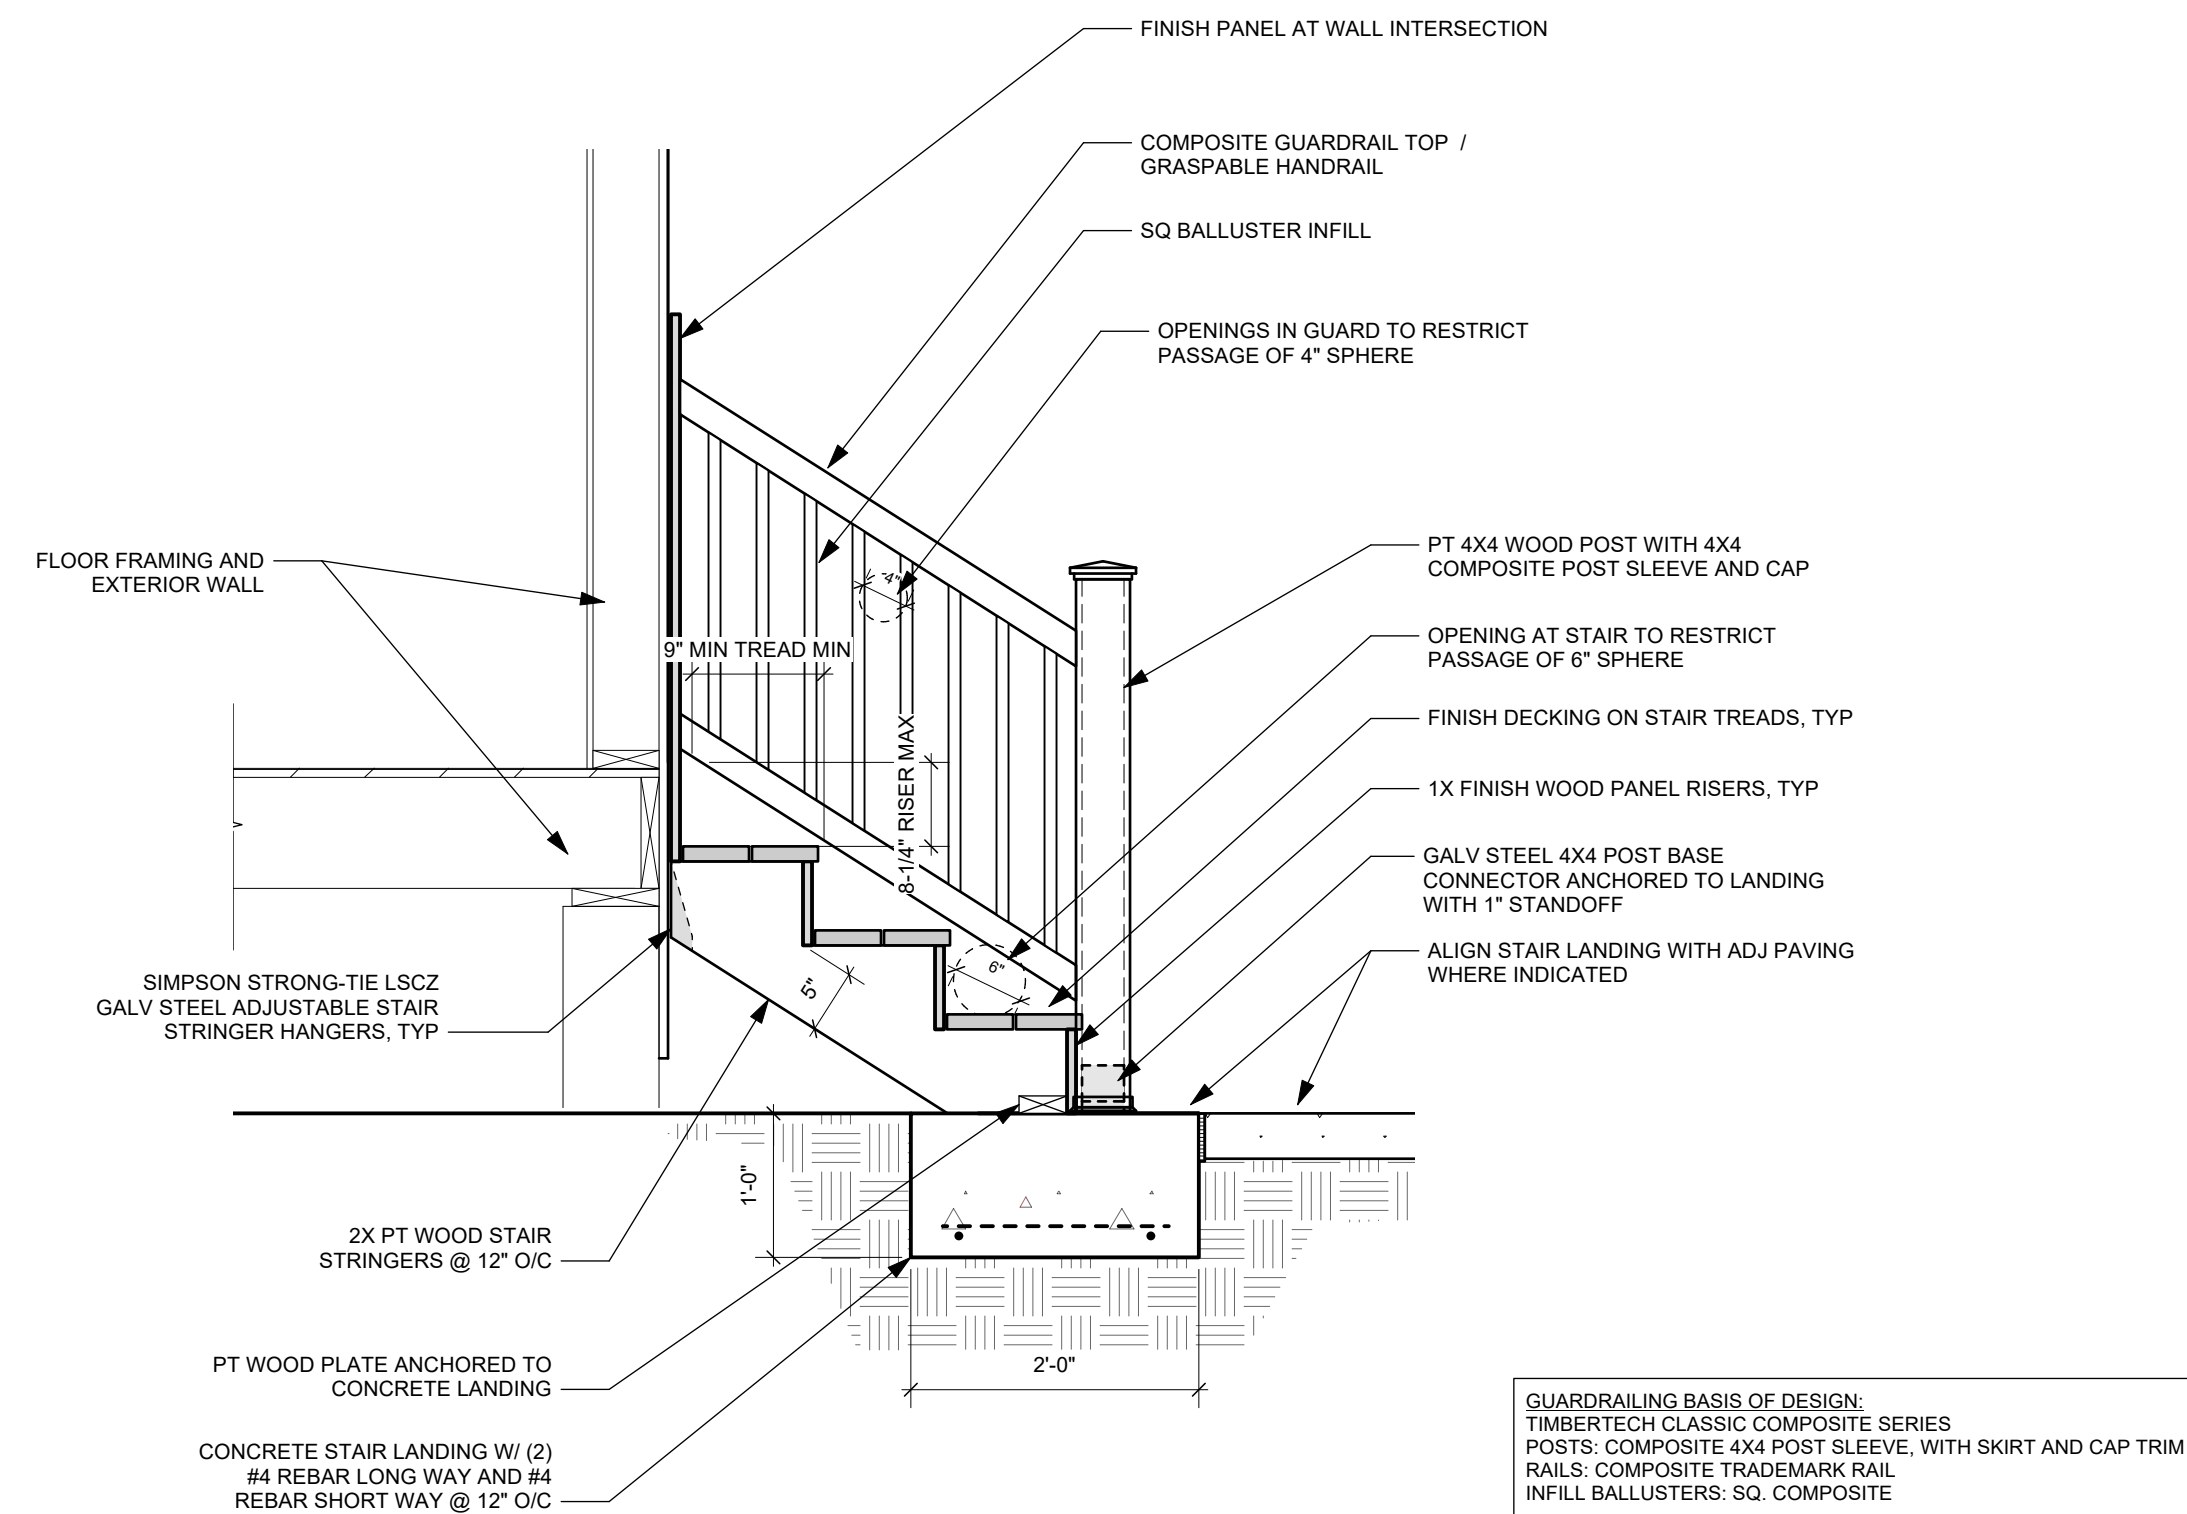 FINISH PANEL AT WALL INTERSECTION
COMPOSITE GUARDRAIL TOP /
GRASPABLE HANDRAIL
SQ BALLUSTER INFILL
OPENINGS IN GUARD TO RESTRICT
PASSAGE OF 4" SPHERE
FLOOR FRAMING AND
EXTERIOR WALL
PT 4X4 WOOD POST WITH 4X4
COMPOSITE POST SLEEVE AND CAP
4"
9" MIN TREAD MIN
OPENING AT STAIR TO RESTRICT
PASSAGE OF 6" SPHERE
FINISH DECKING ON STAIR TREADS, TYP
8-1/4" RISER MAX
1X FINISH WOOD PANEL RISERS, TYP
GALV STEEL 4X4 POST BASE
CONNECTOR ANCHORED TO LANDING
WITH 1" STANDOFF
ALIGN STAIR LANDING WITH ADJ PAVING
WHERE INDICATED
6"
5"
SIMPSON STRONG-TIE LSCZ
GALV STEEL ADJUSTABLE STAIR
STRINGER HANGERS, TYP
1'-0"
2X PT WOOD STAIR
STRINGERS @ 12" O/C
2'-0"
PT WOOD PLATE ANCHORED TO
CONCRETE LANDING
CONCRETE STAIR LANDING W/ (2)
#4 REBAR LONG WAY AND #4
REBAR SHORT WAY @ 12" O/C
GUARDRAILING BASIS OF DESIGN:
TIMBERTECH CLASSIC COMPOSITE SERIES
POSTS: COMPOSITE 4X4 POST SLEEVE, WITH SKIRT AND CAP TRIM
RAILS: COMPOSITE TRADEMARK RAIL
INFILL BALLUSTERS: SQ. COMPOSITE